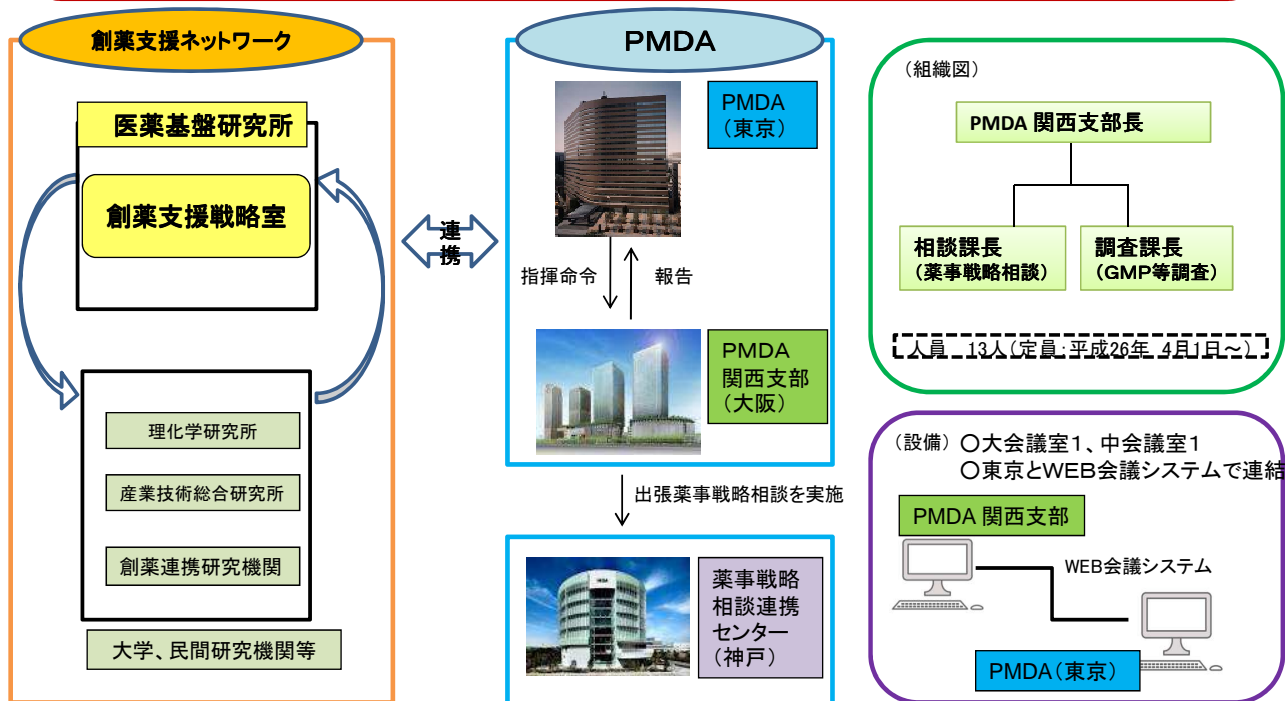 創薬支援ネットワーク
医薬基盤研究所
創薬支援戦略室
理化学研究所
産業技術総合研究所
創薬連携研究機関
大学、民間研究機関等
連
携
PMDA
PMDA
(東京)
指揮命令
報告
PMDA
関西支部
(大阪)
出張薬事戦略相談を実施
薬事戦略
相談連携
センター
(神戸)
(組織図)
PMDA 関西支部長
相談課長
(薬事戦略相談)
調査課長
(GMP等調査)
人員 13人(定員:平成26年 4月1日~)
(設備) 〇大会議室1、中会議室1
〇東京とWEB会議システムで連結
PMDA 関西支部
WEB会議システム
PMDA(東京)